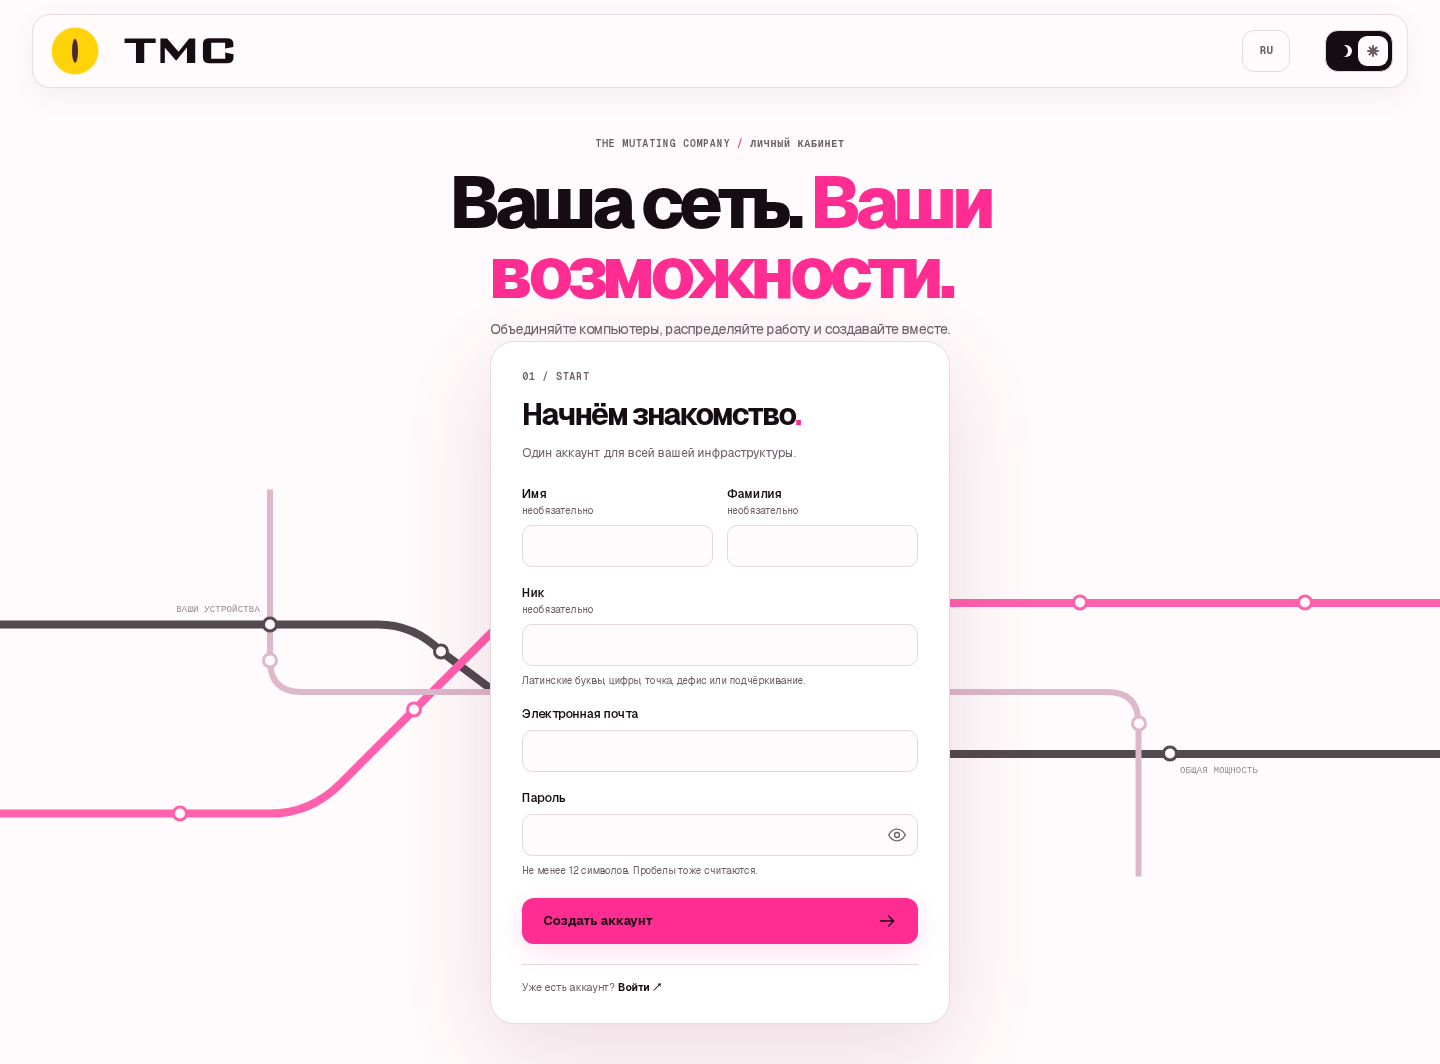 TMC
RU
THE MUTATING COMPANY / ЛИЧНЫЙ КАБИНЕТ
Ваша сеть. Ваши
возможности.
Объединяйте компьютеры, распределяйте работу и создавайте вместе.
01 / START
Начнём знакомство.
Один аккаунт для всей вашей инфраструктуры.
Имя
необязательно
Фамилия
необязательно
Ник
необязательно
Латинские буквы, цифры, точка, дефис или подчёркивание.
Электронная почта
Пароль
Не менее 12 символов. Пробелы тоже считаются.
Создать аккаунт →
Уже есть аккаунт? Войти ↗
ВАШИ УСТРОЙСТВА
ОБЩАЯ МОЩНОСТЬ